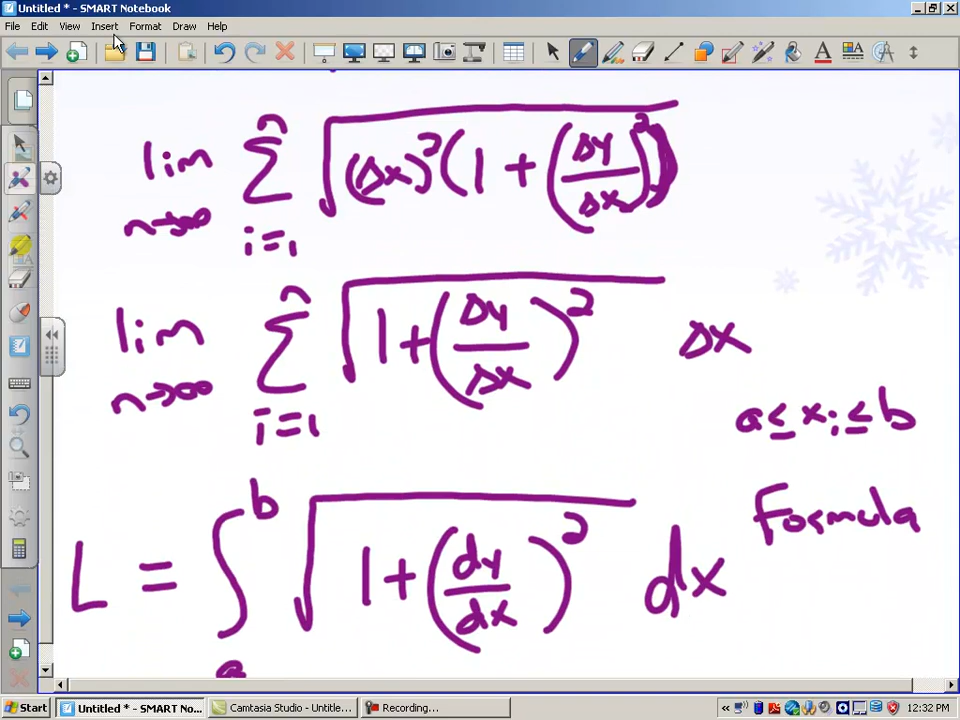 Untitled * - SMART Notebook
File Edit View Insert Format Draw Help
lim n→∞ n Σ i=1 √((Δx)²(1 + (Δy/Δx)²))
lim n→∞ n Σ i=1 √(1+(Δy/Δx)²) Δx
a≤xᵢ≤b
Formula
L = ∫ₐᵇ √(1+(dy/dx)²) dx
Start Untitled * - SMART No... Camtasia Studio - Untitle... Recording... 12:32 PM